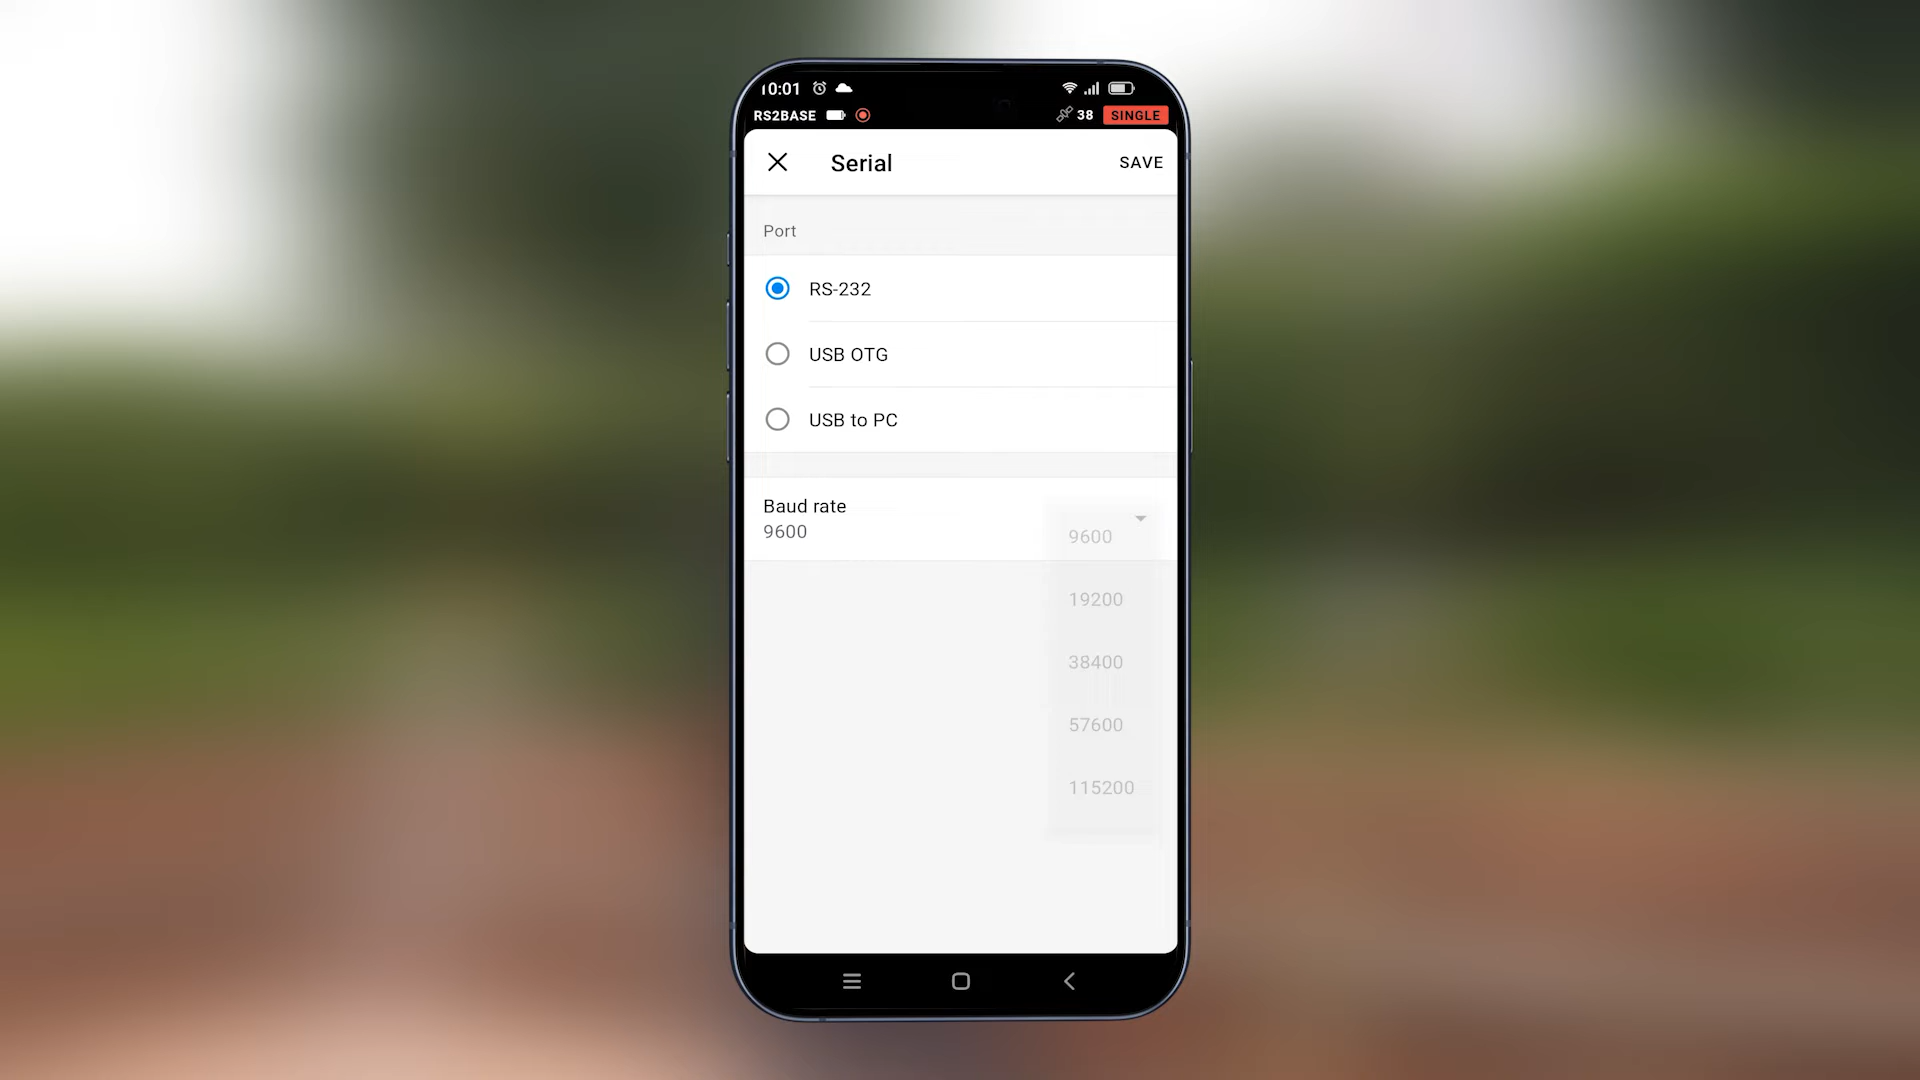 10:01
RS2BASE 38 SINGLE
Serial SAVE
Port
RS-232
USB OTG
USB to PC
Baud rate
9600
9600
19200
38400
57600
115200